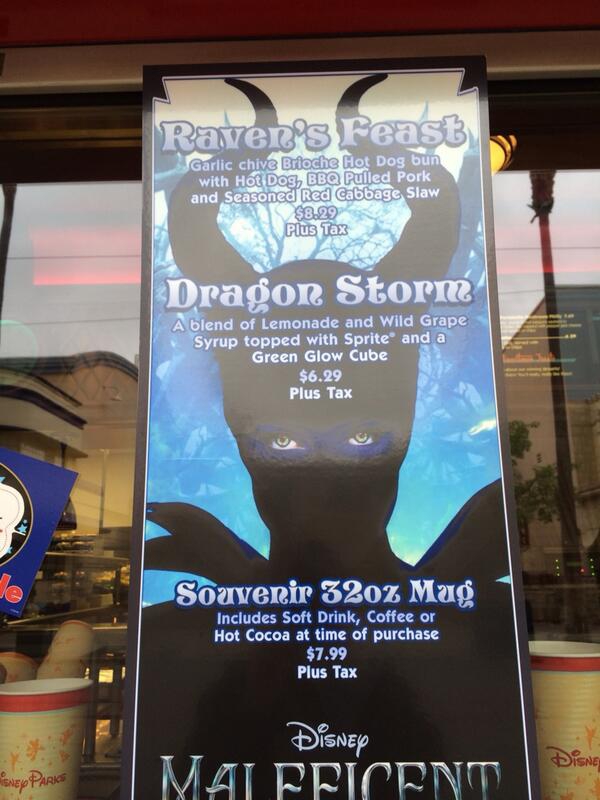 Raven's Feast
Garlic chive Brioche Hot Dog bun
with Hot Dog, BBQ Pulled Pork
and Seasoned Red Cabbage Slaw
$8.29
Plus Tax
Dragon Storm
A blend of Lemonade and Wild Grape
Syrup topped with Sprite® and a
Green Glow Cube
$6.29
Plus Tax
Souvenir 32oz Mug
Includes Soft Drink, Coffee or
Hot Cocoa at time of purchase
$7.99
Plus Tax
Disney
MALEFICENT
Disney Parks
Disney